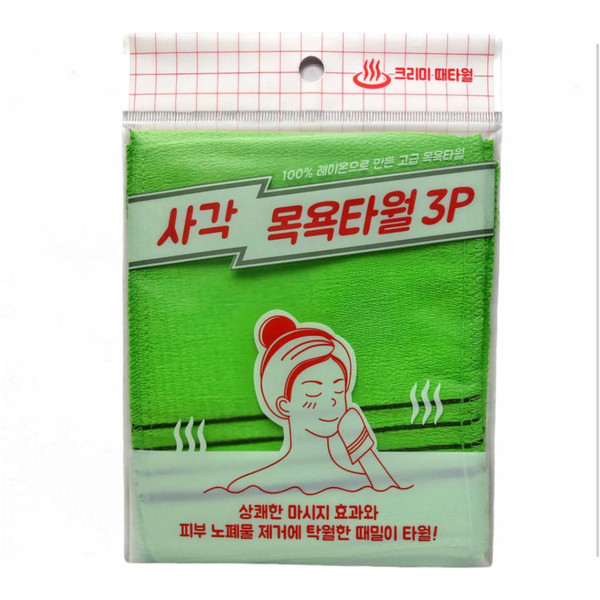 크리미 때타월
100% 레이온으로 만든 고급 목욕타월
사각 목욕타월 3P
상쾌한 마사지 효과와
피부 노폐물 제거에 탁월한 때밀이 타월!